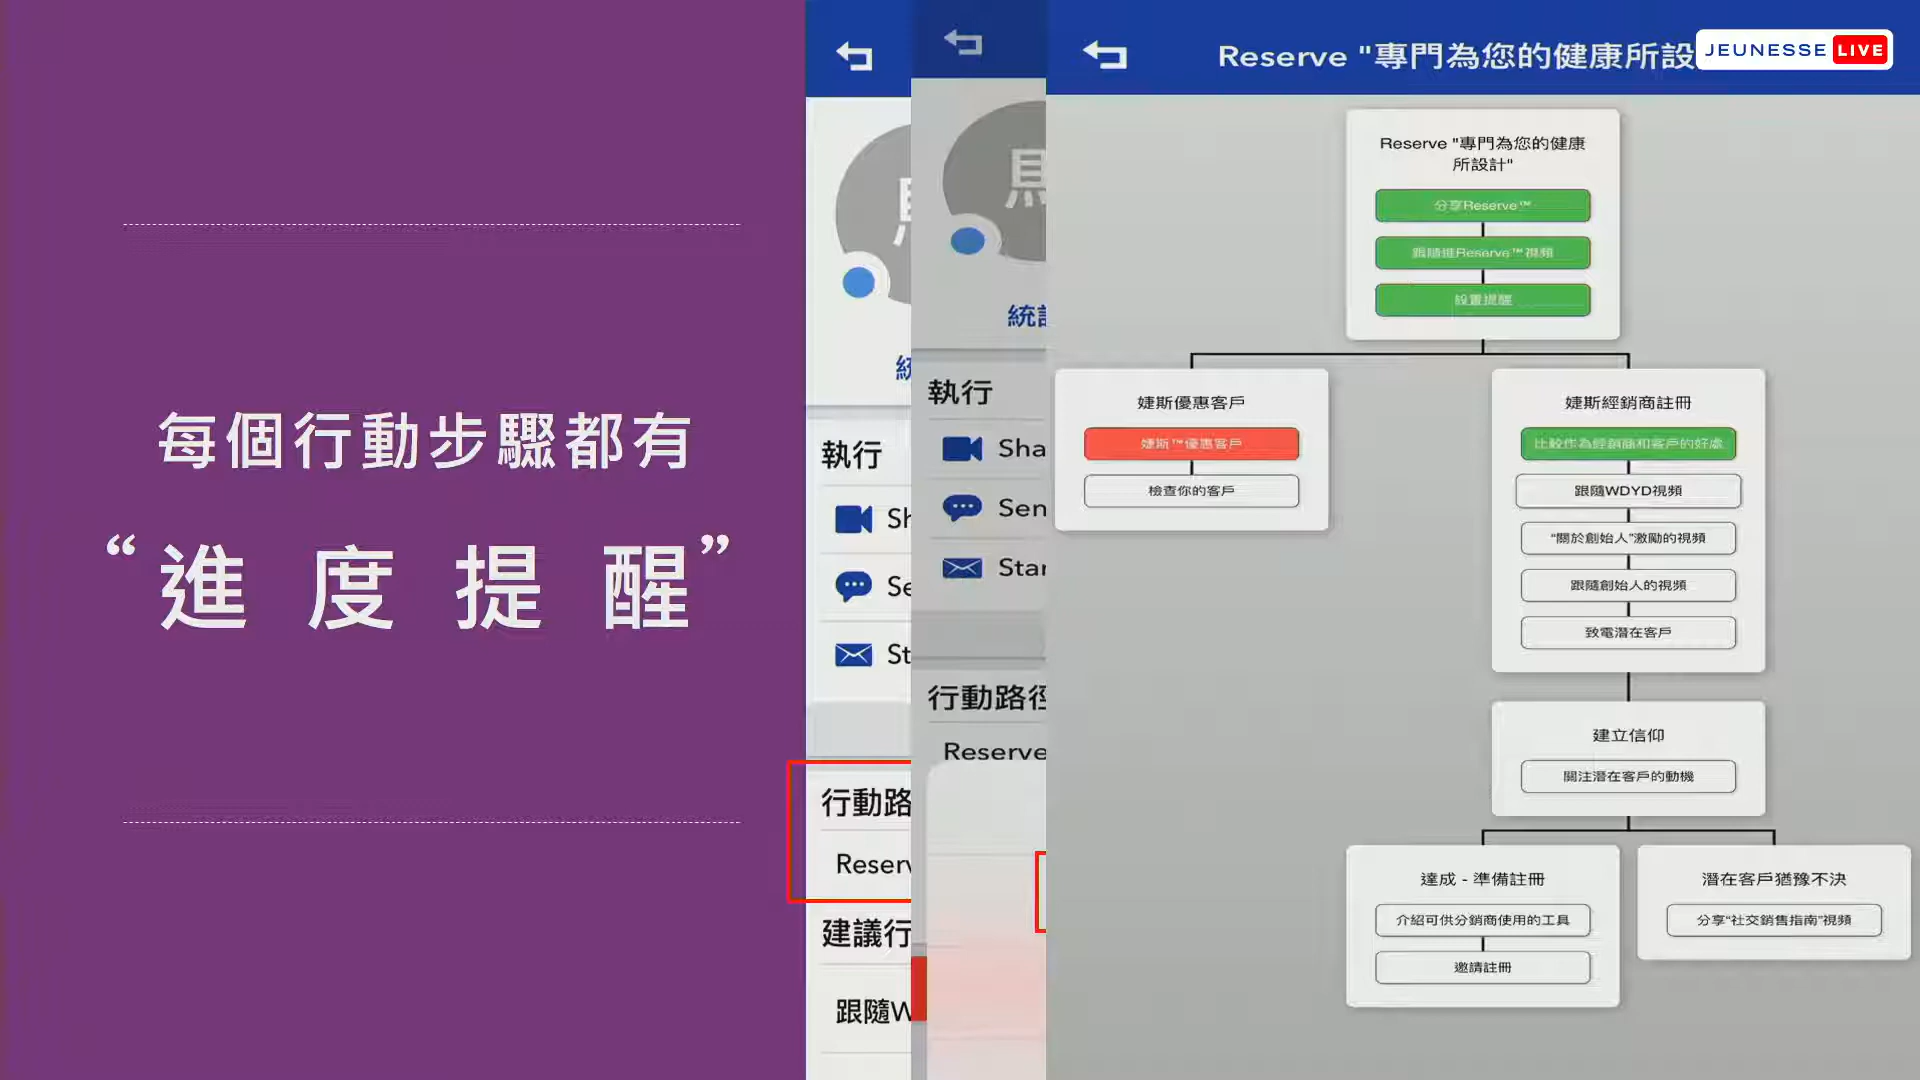 每個行動步驟都有
“進度提醒”
執行
Sh
Se
St
行動路
Reserv
建議行
跟隨W
執行
Sha
Sen
Star
行動路徑
Reserve
Reserve "專門為您的健康所設
JEUNESSE LIVE
Reserve "專門為您的健康
所設計"
分享Reserve™
跟隨進Reserve™視頻
設置提醒
婕斯優惠客戶
婕斯™優惠客戶
檢查你的客戶
婕斯經銷商註冊
比較作為經銷商和客戶的好處
跟隨WDYD視頻
“關於創始人”激勵的視頻
跟隨創始人的視頻
致電潛在客戶
建立信仰
關注潛在客戶的動機
達成 - 準備註冊
介紹可供分銷商使用的工具
邀請註冊
潛在客戶猶豫不決
分享“社交銷售指南”視頻